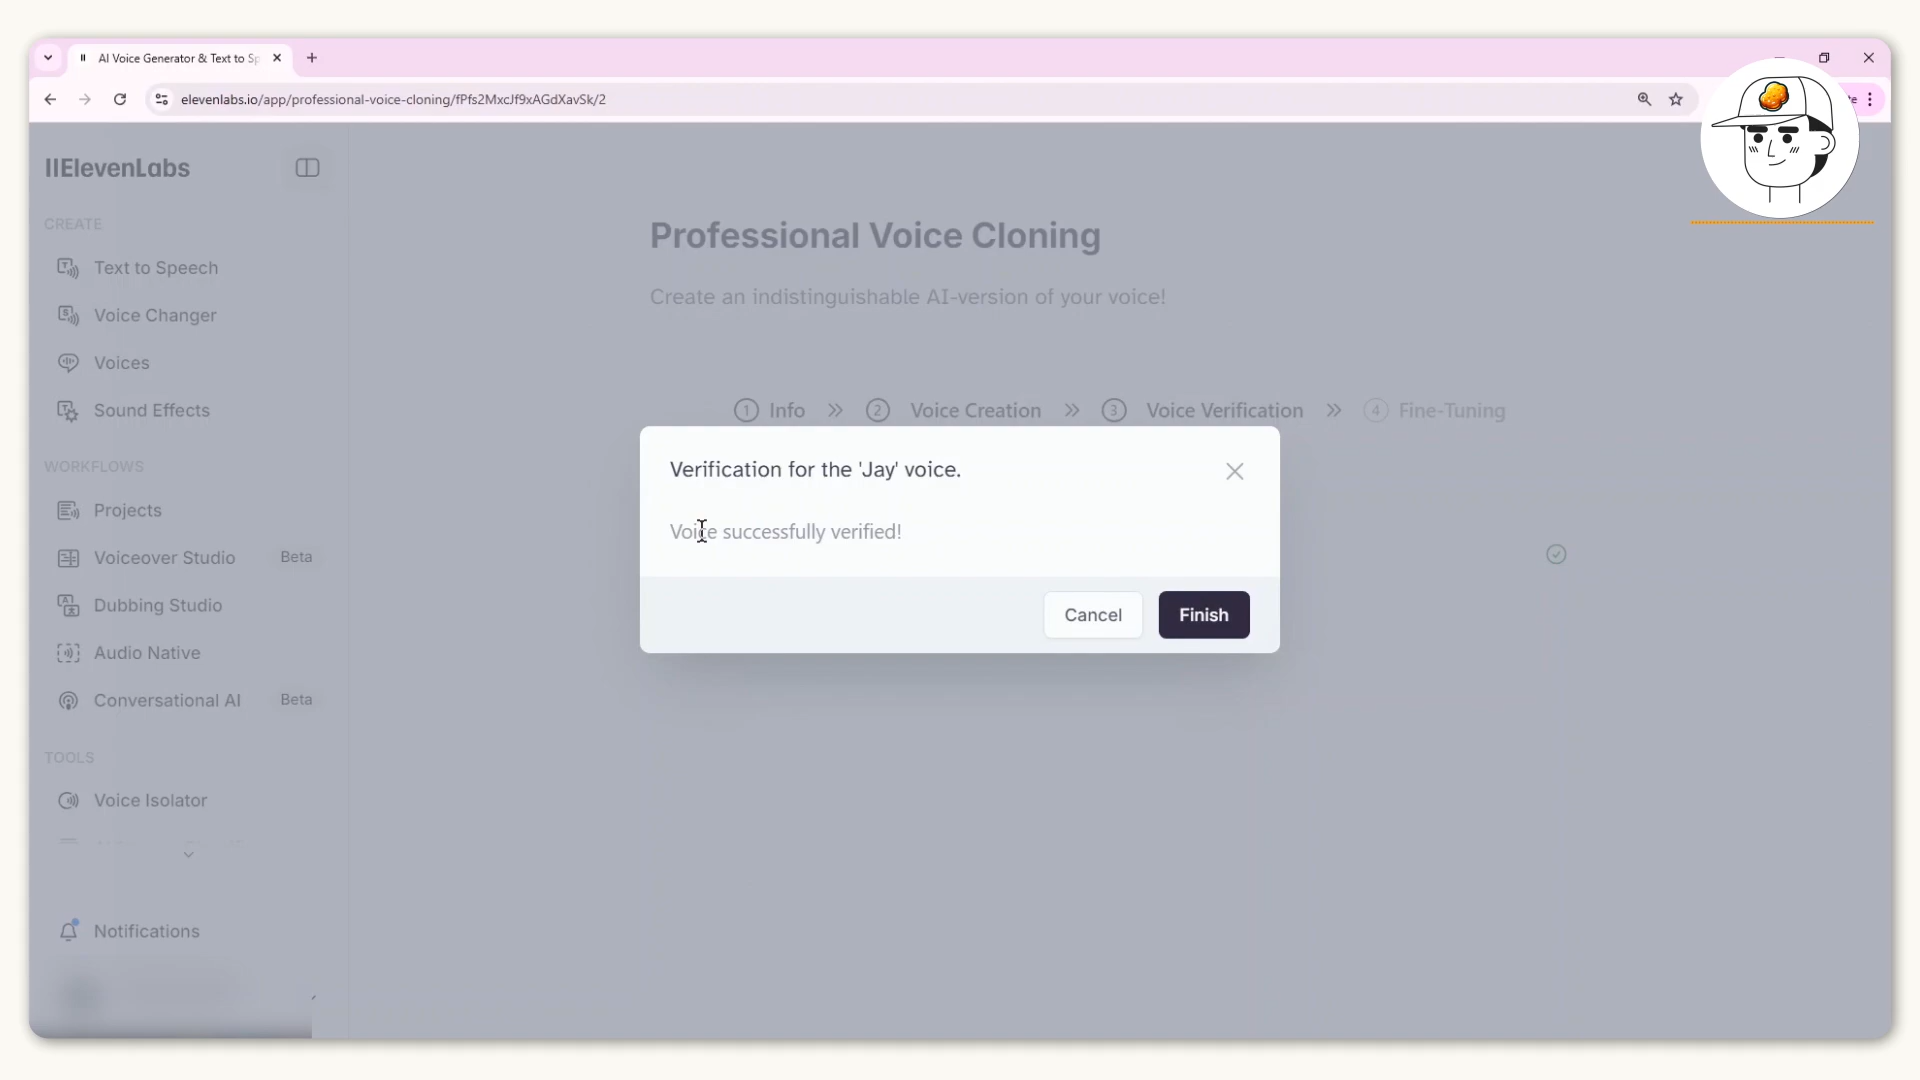 AI Voice Generator & Text to Sp
elevenlabs.io/app/professional-voice-cloning/fPfs2MxcJf9xAGdXavSk/2
IIElevenLabs
CREATE
Text to Speech
Voice Changer
Voices
Sound Effects
WORKFLOWS
Projects
Voiceover Studio Beta
Dubbing Studio
Audio Native
Conversational AI Beta
TOOLS
Voice Isolator
Notifications
Professional Voice Cloning
Create an indistinguishable AI-version of your voice!
1 Info » 2 Voice Creation » 3 Voice Verification » 4 Fine-Tuning
Verification for the 'Jay' voice.
Voice successfully verified!
Cancel Finish